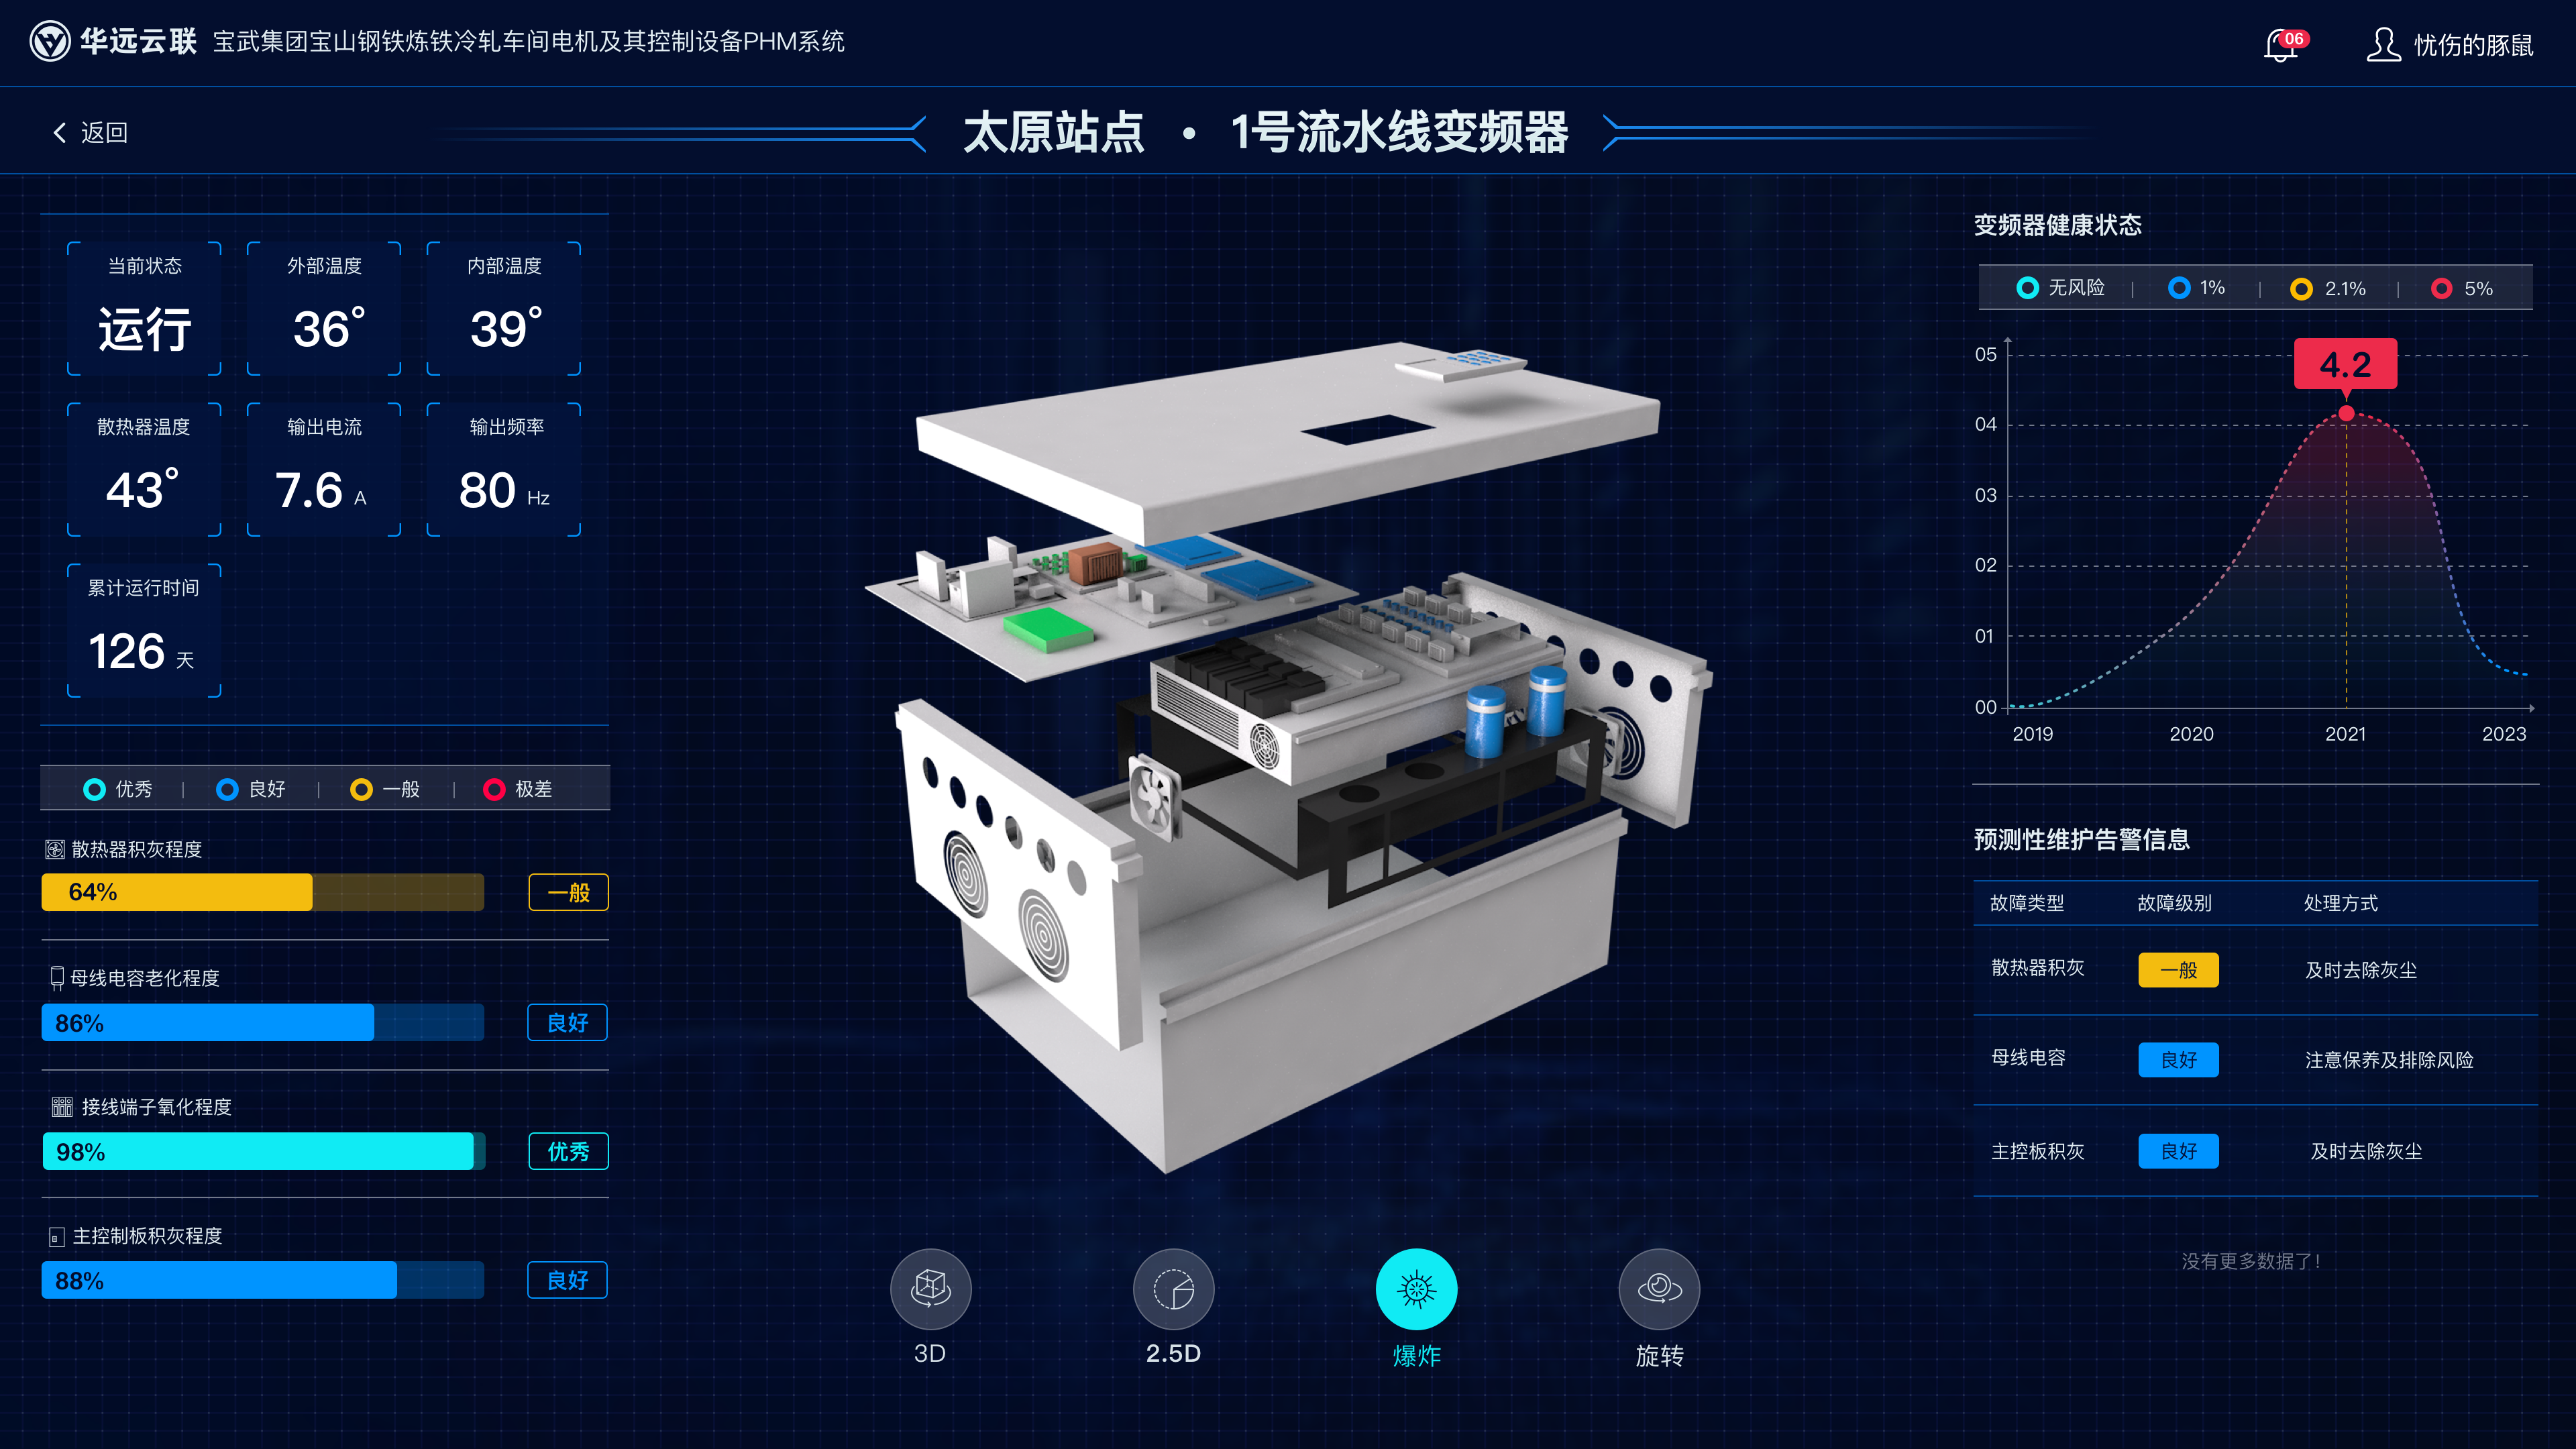 华远云联 宝武集团宝山钢铁炼铁冷轧车间电机及其控制设备PHM系统
06
忧伤的豚鼠
返回
太原站点 · 1号流水线变频器
当前状态
运行
外部温度
36°
内部温度
39°
散热器温度
43°
输出电流
7.6 A
输出频率
80 Hz
累计运行时间
126 天
优秀 | 良好 | 一般 | 极差
散热器积灰程度
64%
一般
母线电容老化程度
86%
良好
接线端子氧化程度
98%
优秀
主控制板积灰程度
88%
良好
3D
2.5D
爆炸
旋转
变频器健康状态
无风险 | 1% | 2.1% | 5%
4.2
05
04
03
02
01
00
2019 2020 2021 2023
预测性维护告警信息
故障类型 故障级别 处理方式
散热器积灰 一般 及时去除灰尘
母线电容 良好 注意保养及排除风险
主控板积灰 良好 及时去除灰尘
没有更多数据了!